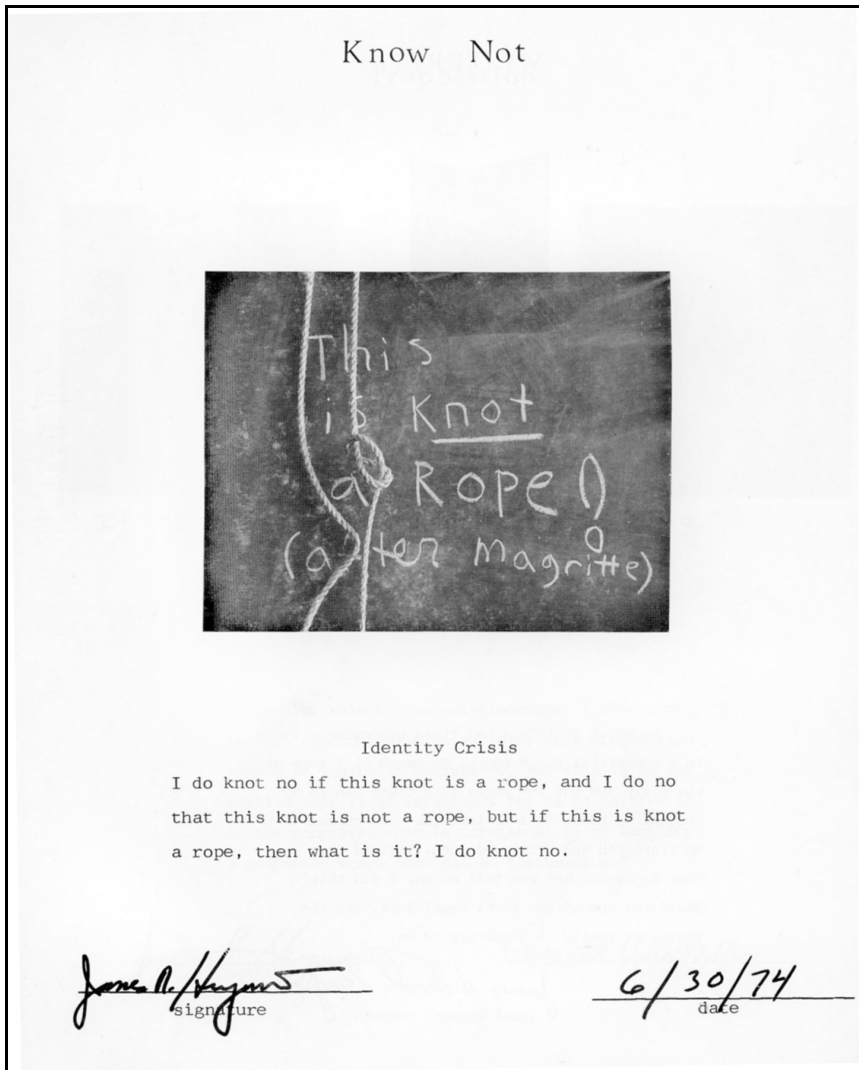 Know Not
This
is Knot
a Rope!
(after magritte)
Identity Crisis
I do knot no if this knot is a rope, and I do no
that this knot is not a rope, but if this is knot
a rope, then what is it? I do knot no.
James R.
6/30/74
signature
date